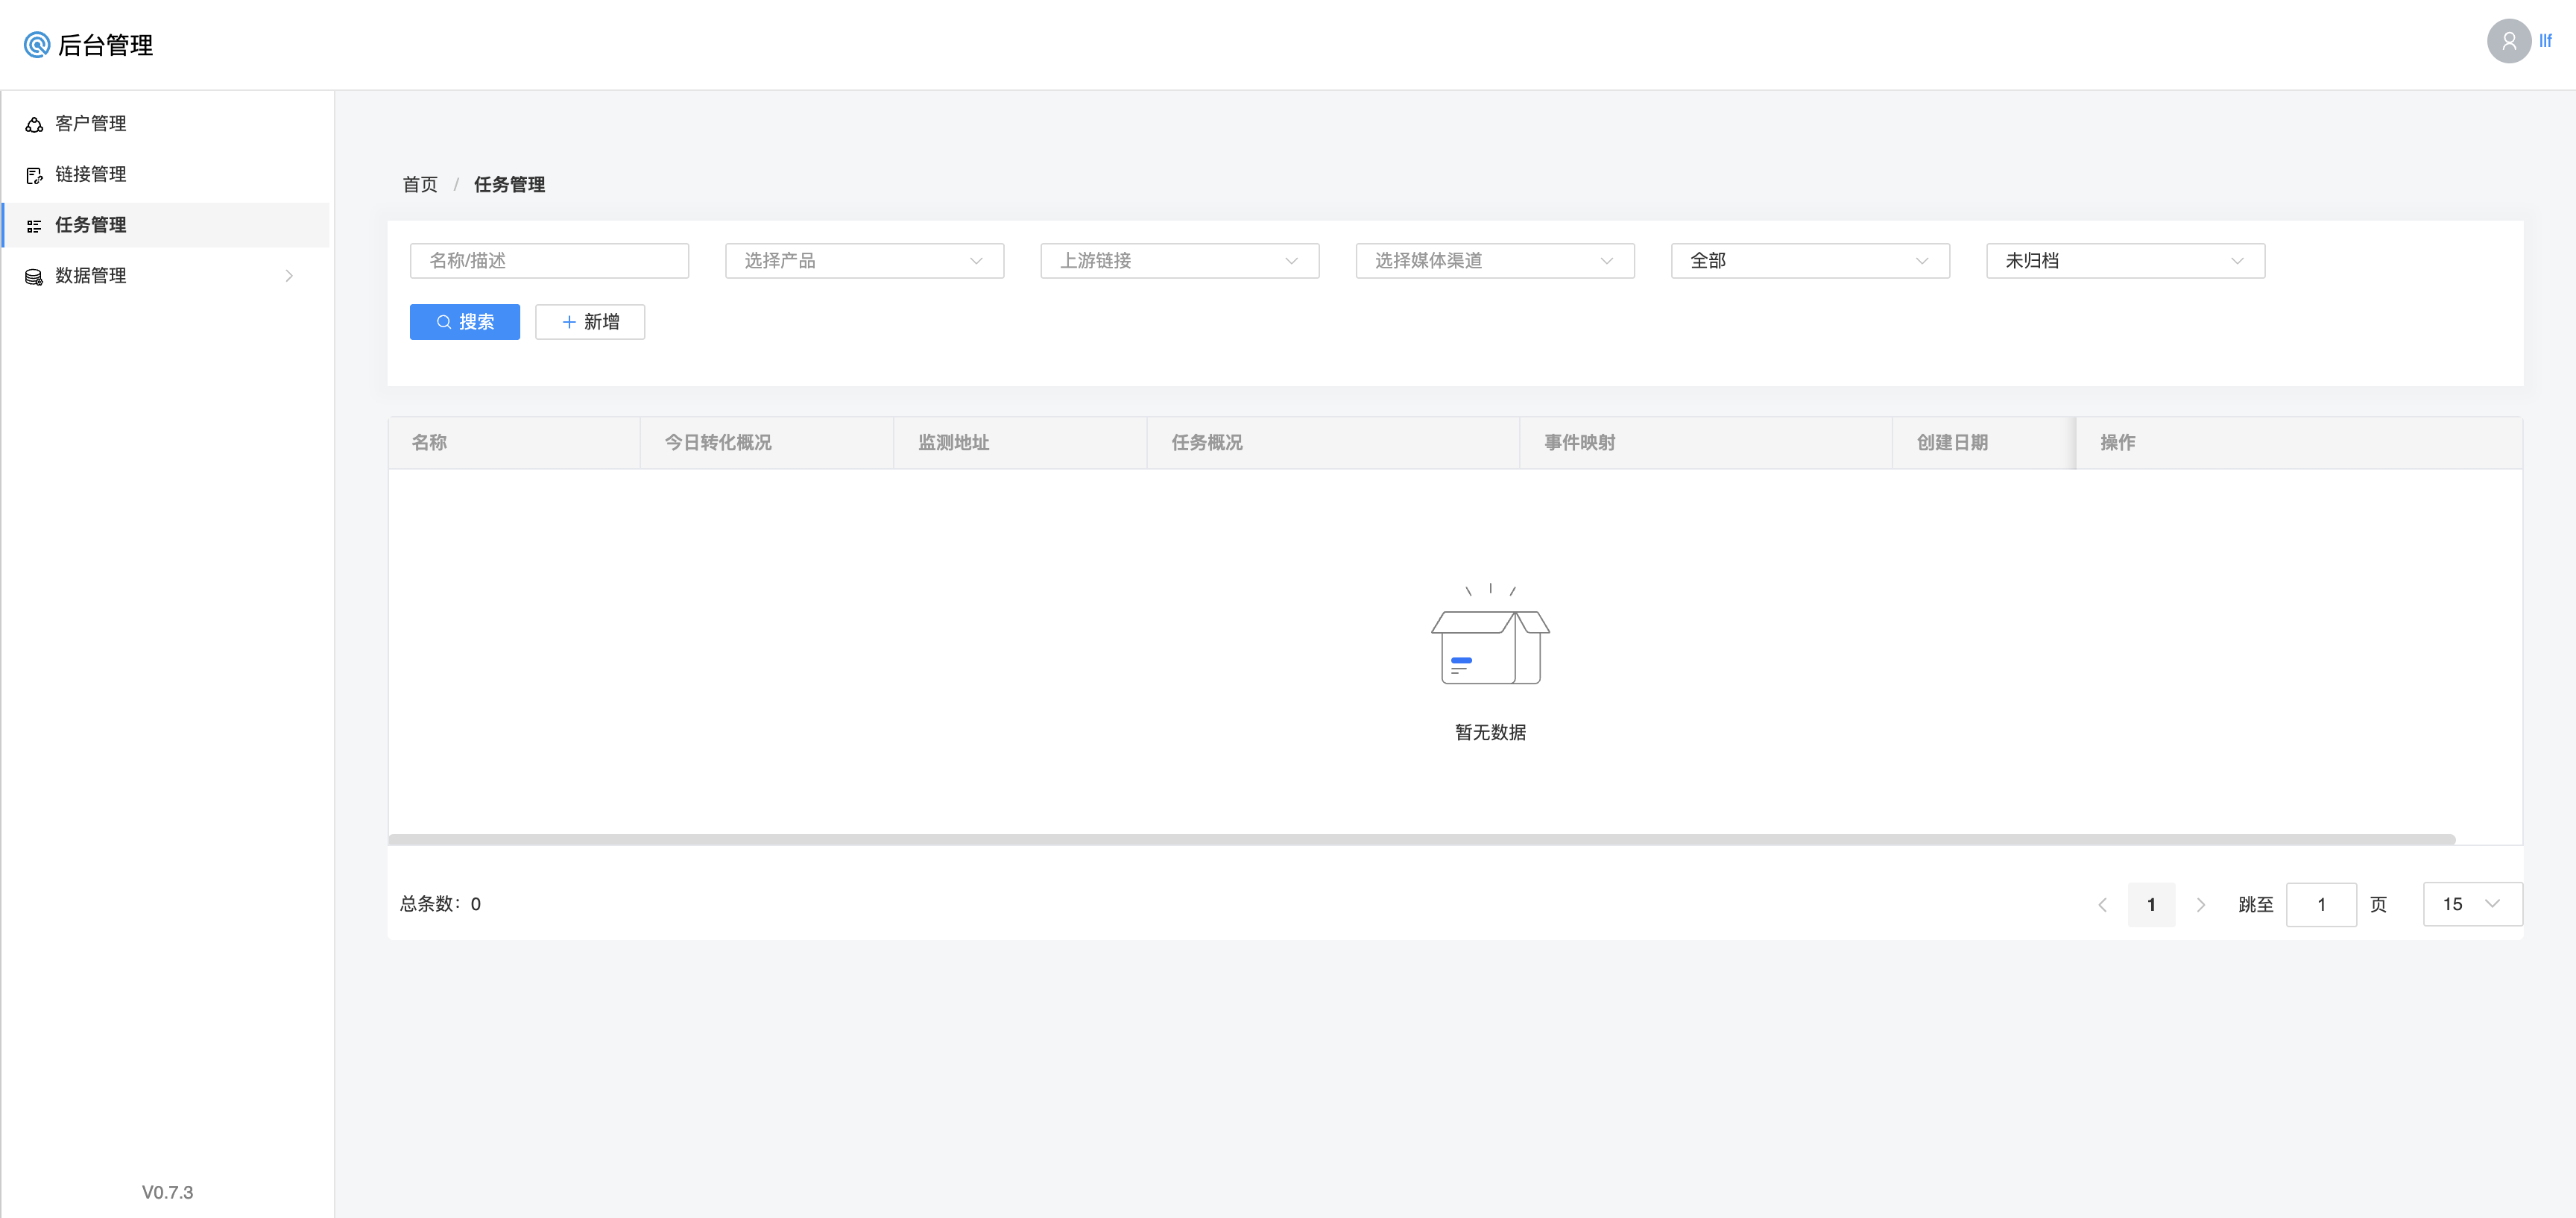 后台管理
llf
客户管理
链接管理
任务管理
数据管理
首页 / 任务管理
名称/描述 选择产品 上游链接 选择媒体渠道 全部 未归档
搜索 新增
名称 今日转化概况 监测地址 任务概况 事件映射 创建日期 操作
暂无数据
总条数：0 1 跳至 1 页 15
V0.7.3